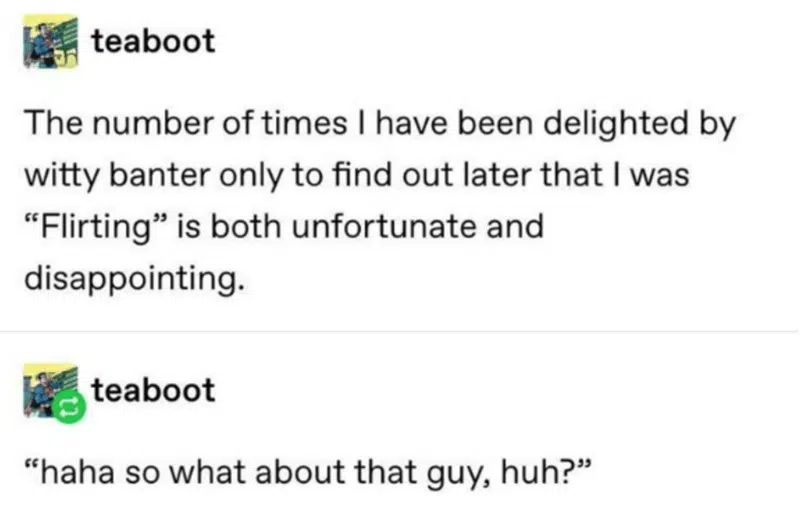 teaboot
The number of times I have been delighted by
witty banter only to find out later that I was
“Flirting” is both unfortunate and
disappointing.
teaboot
“haha so what about that guy, huh?”